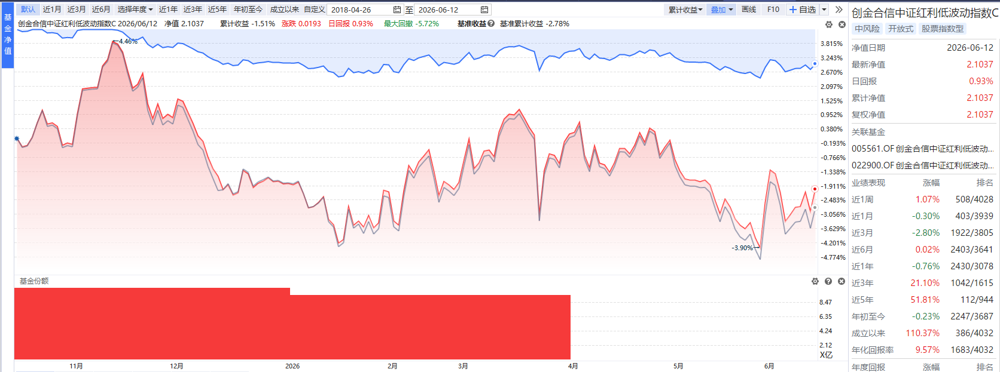 默认 近1月 近3月 近6月 选择年度 近1年 近3年 近5年 年初至今 成立以来 自定义 2018-04-26 至 2026-06-12 累计收益 叠加 画线 F10 自选
基金净值
创金合信中证红利低波动指数C 2026/06/12 净值 2.1037 累计收益 -1.51% 涨跌 0.0193 日回报 0.93% 最大回撤 -5.72% 基准收益 基准累计收益 -2.78%
4.46%
-3.90%
3.815%
3.243%
2.670%
2.097%
1.525%
0.952%
0.380%
-0.193%
-0.766%
-1.338%
-1.911%
-2.483%
-3.056%
-3.629%
-4.201%
-4.774%
基金份额
8.47
6.35
4.24
2.12
X亿
11月 12月 2026 2月 3月 4月 5月 6月
创金合信中证红利低波动指数C
中风险 开放式 股票指数型
净值日期 2026-06-12
最新净值 2.1037
日回报 0.93%
累计净值 2.1037
复权净值 2.1037
关联基金
005561.OF 创金合信中证红利低波动...
022900.OF 创金合信中证红利低波动...
业绩表现 涨幅 排名
近1周 1.07% 508/4028
近1月 -0.30% 403/3939
近3月 -2.80% 1922/3805
近6月 0.02% 2403/3641
近1年 -0.76% 2430/3078
近3年 21.10% 1042/1615
近5年 51.81% 112/944
年初至今 -0.23% 2247/3687
成立以来 110.37% 386/4032
年化回报率 9.57% 1683/4032
年度回报 涨幅 排名